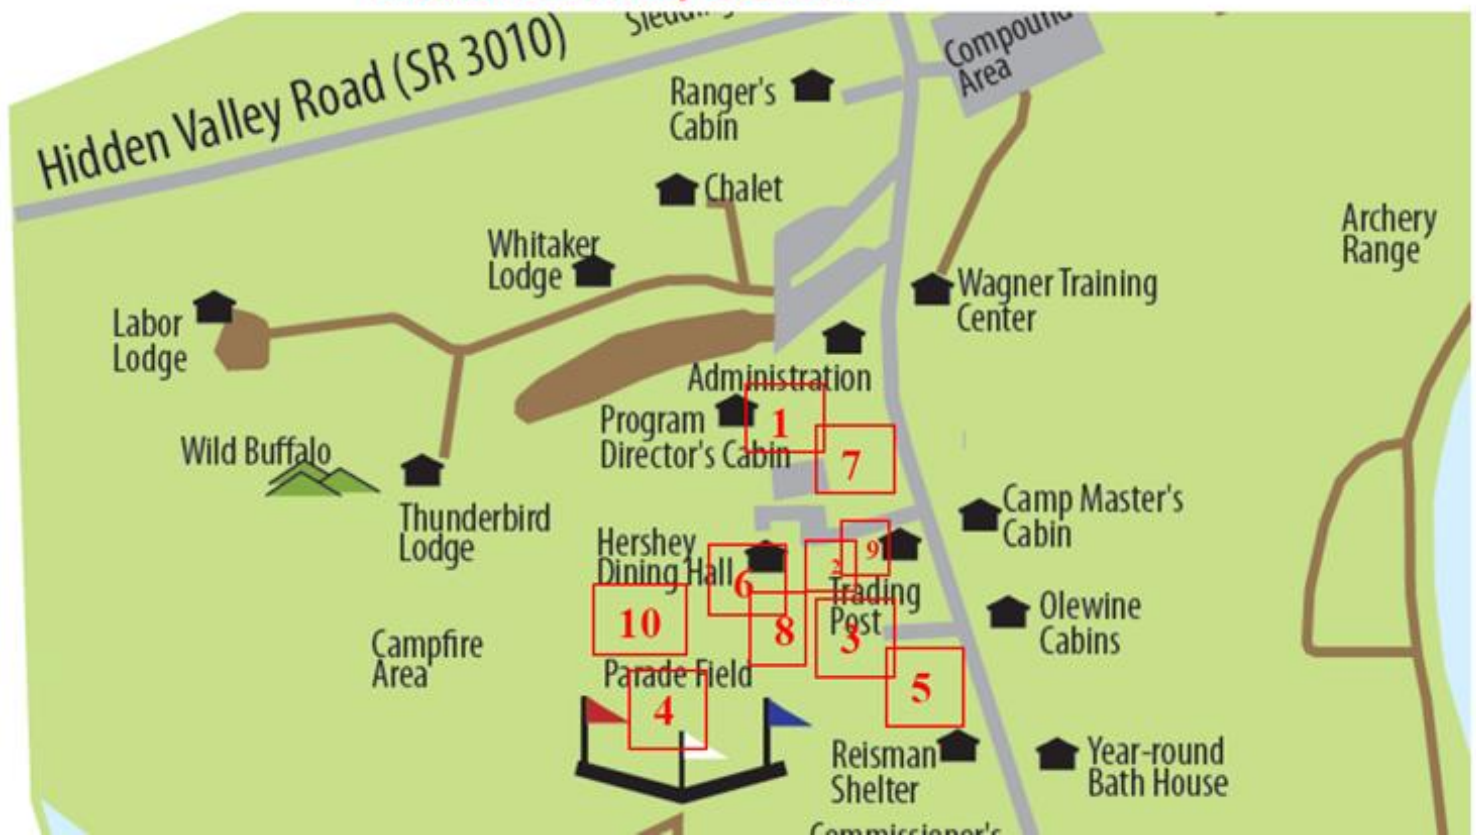 Sledding
Compound
Area
Hidden Valley Road (SR 3010)
Ranger's
Cabin
Chalet
Archery
Range
Whitaker
Lodge
Wagner Training
Center
Labor
Lodge
Administration
Program
Director's Cabin
1
7
Wild Buffalo
Camp Master's
Cabin
Thunderbird
Lodge
Hershey
Dining Hall
9
2
6
Trading
Post
Olewine
Cabins
10
8
3
Campfire
Area
Parade Field
4
5
Reisman
Shelter
Year-round
Bath House
Commissioner's